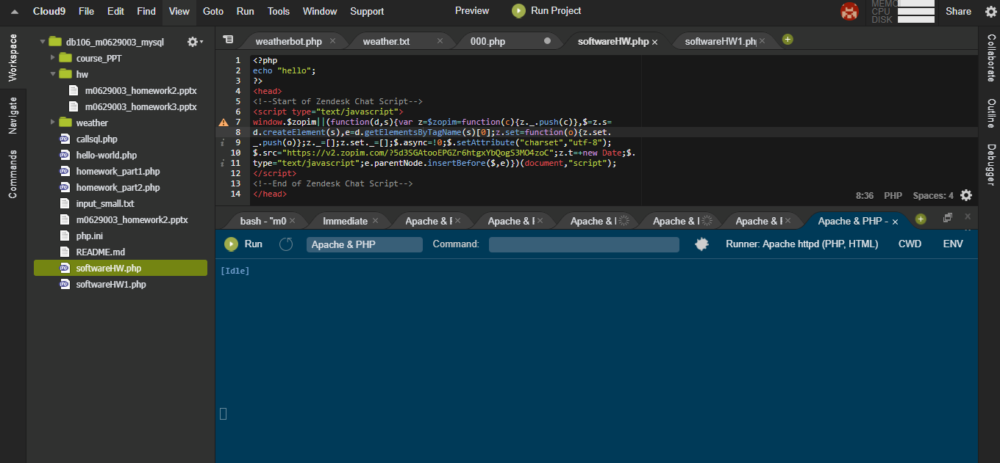 Cloud9 File Edit Find View Goto Run Tools Window Support Preview Run Project MEMO CPU DISK Share
Workspace
Navigate
Commands
db106_m0629003_mysql
course_PPT
hw
m0629003_homework2.pptx
m0629003_homework3.pptx
weather
callsql.php
hello-world.php
homework_part1.php
homework_part2.php
input_small.txt
m0629003_homework2.pptx
php.ini
README.md
softwareHW.php
softwareHW1.php
weatherbot.php weather.txt 000.php softwareHW.php softwareHW1.ph
1 <?php
2 echo "hello";
3 ?>
4 <head>
5 <!--Start of Zendesk Chat Script-->
6 <script type="text/javascript">
7 window.$zopim||(function(d,s){var z=$zopim=function(c){z._.push(c)},$=z.s=
8 d.createElement(s),e=d.getElementsByTagName(s)[0];z.set=function(o){z.set.
9 _.push(o)};z._=[];z.set._=[];$.async=!0;$.setAttribute("charset","utf-8");
10 $.src="https://v2.zopim.com/?5d3SGAtooEPGZr6htgxYbQogS3MO4zoC";z.t=+new Date;$.
11 type="text/javascript";e.parentNode.insertBefore($,e)})(document,"script");
12 </script>
13 <!--End of Zendesk Chat Script-->
14 </head>
8:36 PHP Spaces: 4
bash - "m0 Immediate Apache & P Apache & P Apache & P Apache & P Apache & P Apache & PHP -
Run Apache & PHP Command: Runner: Apache httpd (PHP, HTML) CWD ENV
[Idle]
Collaborate
Outline
Debugger